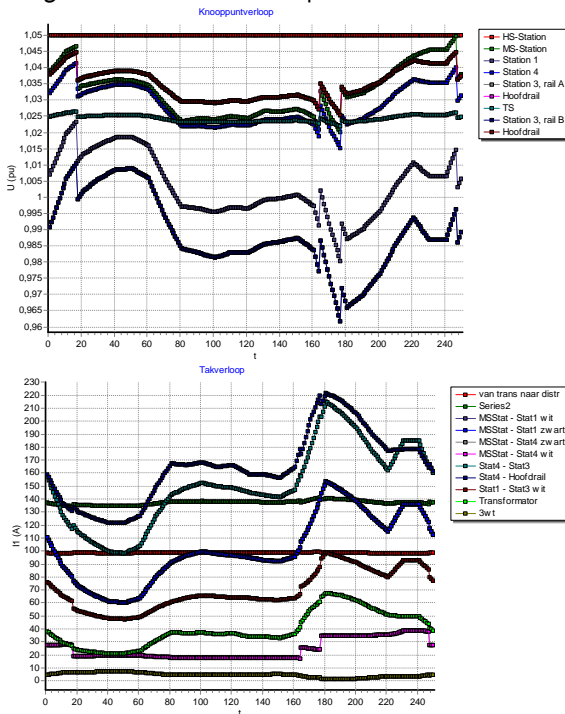 Knooppuntverloop
1,05
1,045
1,04
1,035
1,03
1,025
1,02
1,015
1,01
1,005
1
0,995
0,99
0,985
0,98
0,975
0,97
0,965
0,96
U (pu)
0 20 40 60 80 100 120 140 160 180 200 220 240
t
HS-Station
MS-Station
Station 1
Station 4
Station 3, rail A
Hoofdrail
TS
Station 3, rail B
Hoofdrail
Takverloop
230
220
210
200
190
180
170
160
150
140
130
120
110
100
90
80
70
60
50
40
30
20
10
0
I1 (A)
0 20 40 60 80 100 120 140 160 180 200 220 240
t
van trans naar distr
Series2
MSStat - Stat1 wit
MSStat - Stat1 zwart
MSStat - Stat4 zwart
MSStat - Stat4 wit
Stat4 - Stat3
Stat4 - Hoofdrail
Stat1 - Stat3 wit
Transformator
3wt